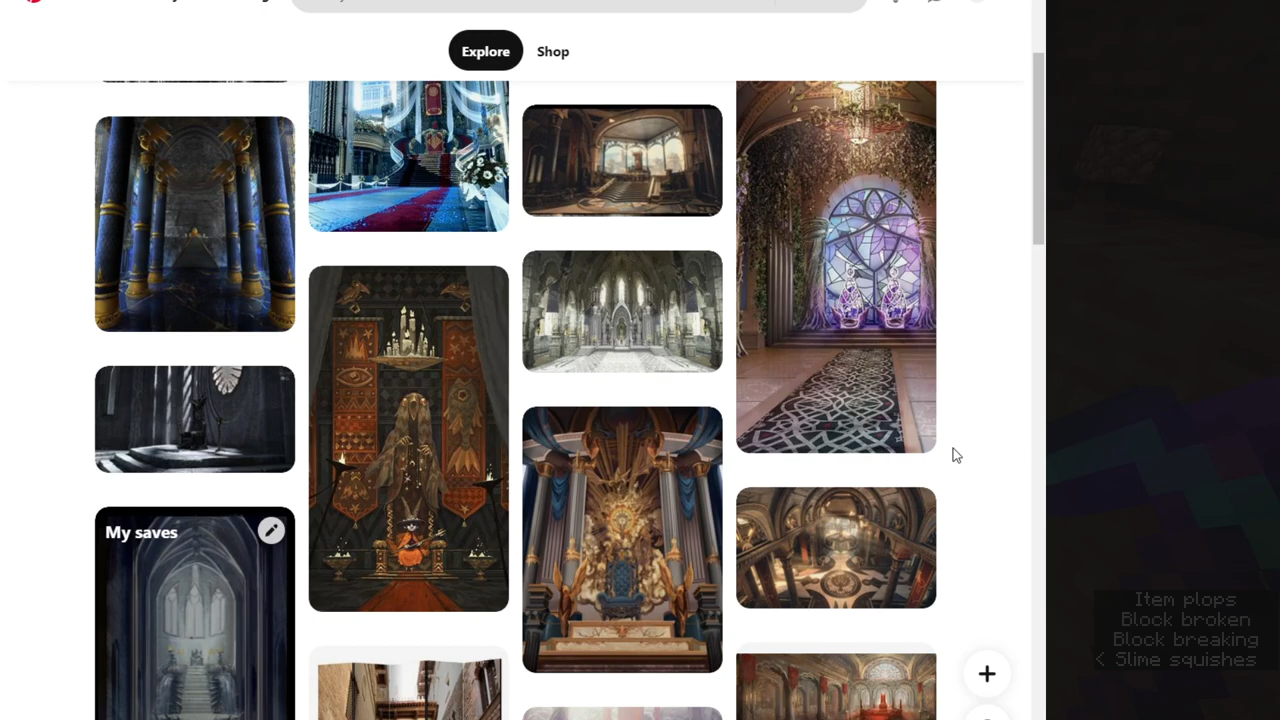 Explore
Shop
My saves
Item plops
Block broken
Block breaking
< Slime squishes